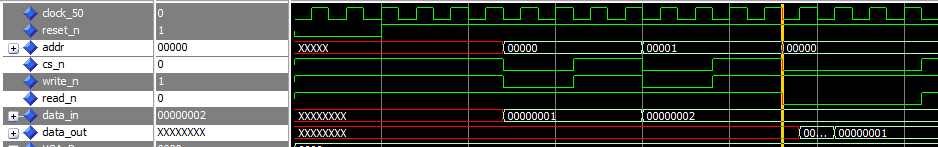 clock_50 0
reset_n 1
addr 00000 XXXXX 00000 00001 00000
cs_n 0
write_n 1
read_n 0
data_in 00000002 XXXXXXXX 00000001 00000002
data_out XXXXXXXX XXXXXXXX 00... 00000001